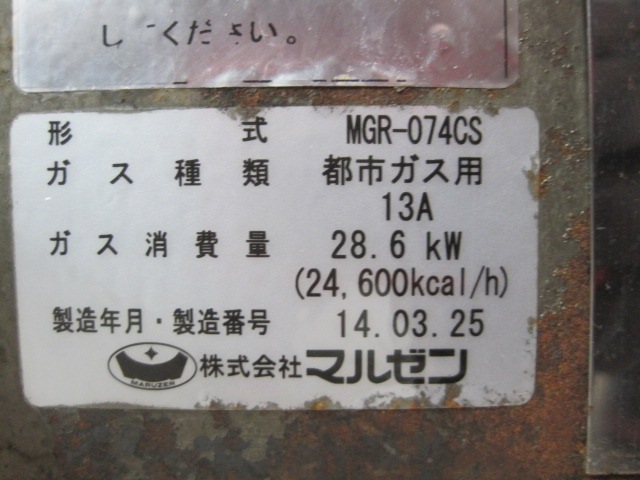 ください。
形式 MGR-074CS
ガス種類 都市ガス用
13A
ガス消費量 28.6 kW
(24,600kcal/h)
製造年月・製造番号 14.03.25
MARUZEN 株式会社マルゼン